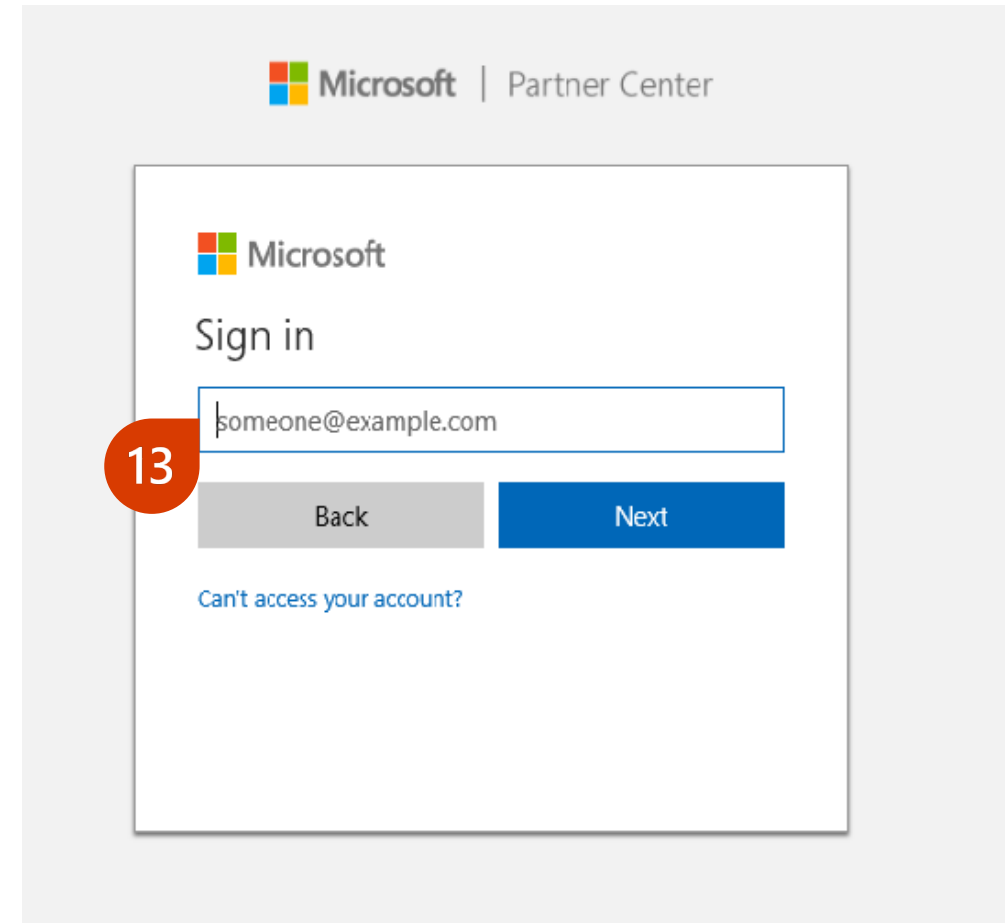 Microsoft | Partner Center
Microsoft
Sign in
someone@example.com
13
Back Next
Can't access your account?